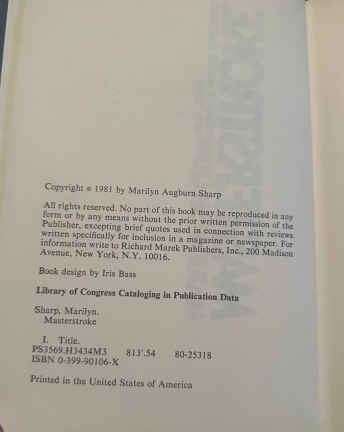 Copyright © 1981 by Marilyn Augburn Sharp
All rights reserved. No part of this book may be reproduced in any
form or by any means without the prior written permission of the
Publisher, excepting brief quotes used in connection with reviews
written specifically for inclusion in a magazine or newspaper. For
information write to Richard Marek Publishers, Inc., 200 Madison
Avenue, New York, N.Y. 10016.
Book design by Iris Bass
Library of Congress Cataloging in Publication Data
Sharp, Marilyn.
Masterstroke
I. Title.
PS3569.H3434M3 813'.54 80-25318
ISBN 0-399-90106-X
Printed in the United States of America